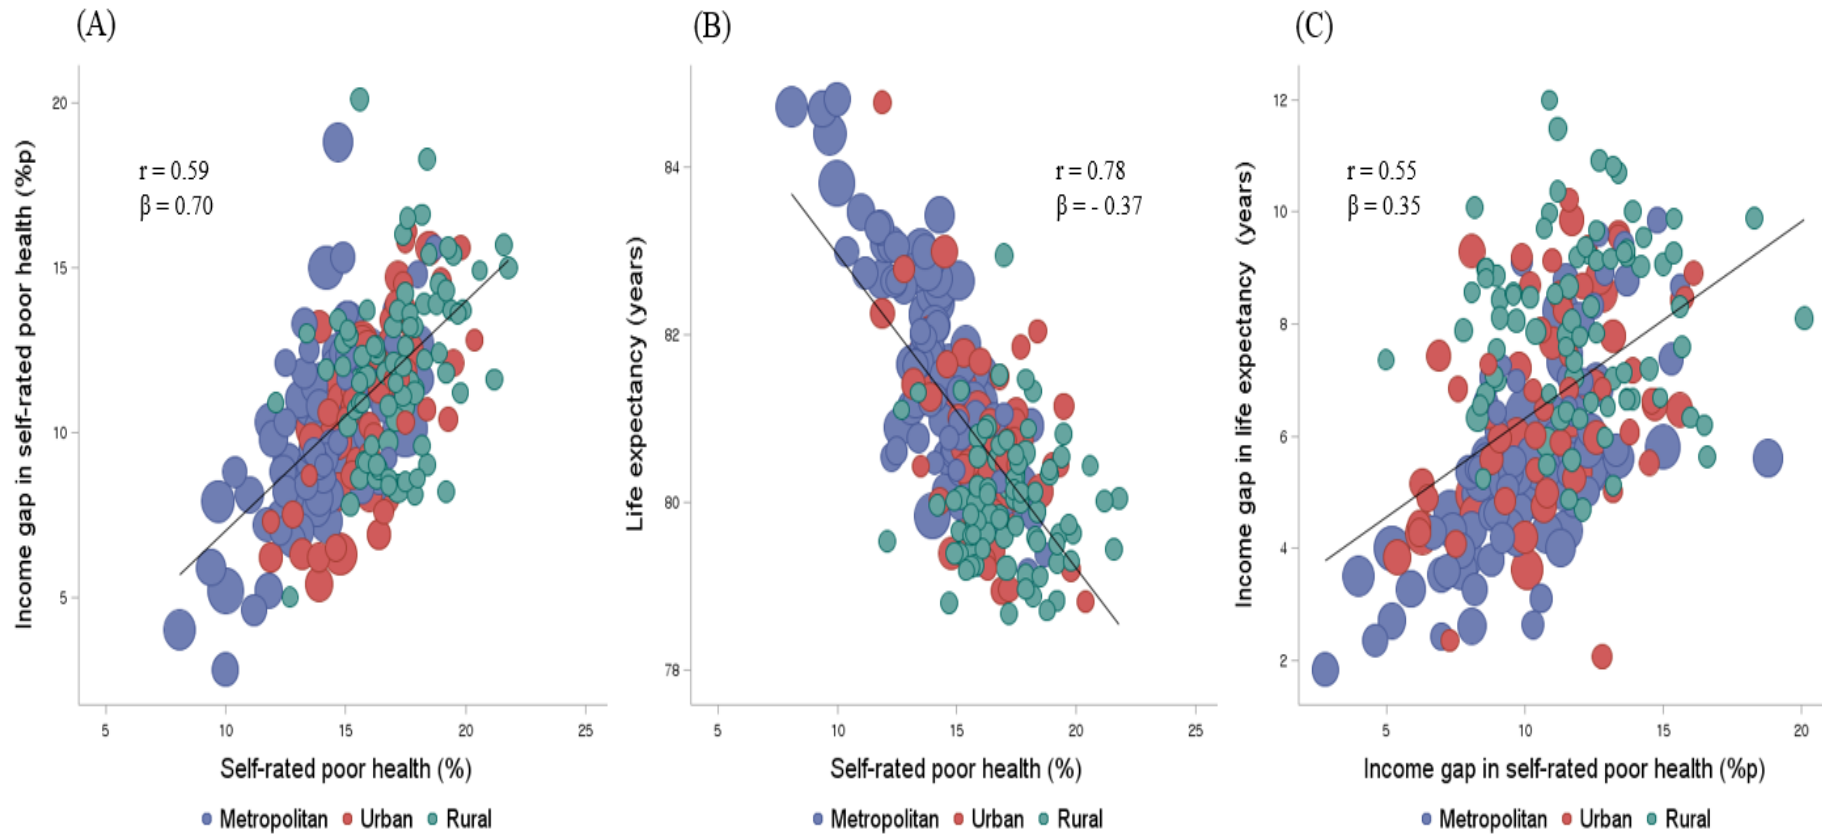 (A)
Income gap in self-rated poor health (%p)
20
15
10
5
r = 0.59
β = 0.70
5 10 15 20 25
Self-rated poor health (%)
Metropolitan Urban Rural
(B)
Life expectancy (years)
84
82
80
78
r = 0.78
β = - 0.37
5 10 15 20 25
Self-rated poor health (%)
Metropolitan Urban Rural
(C)
Income gap in life expectancy (years)
12
10
8
6
4
2
r = 0.55
β = 0.35
5 10 15 20
Income gap in self-rated poor health (%p)
Metropolitan Urban Rural